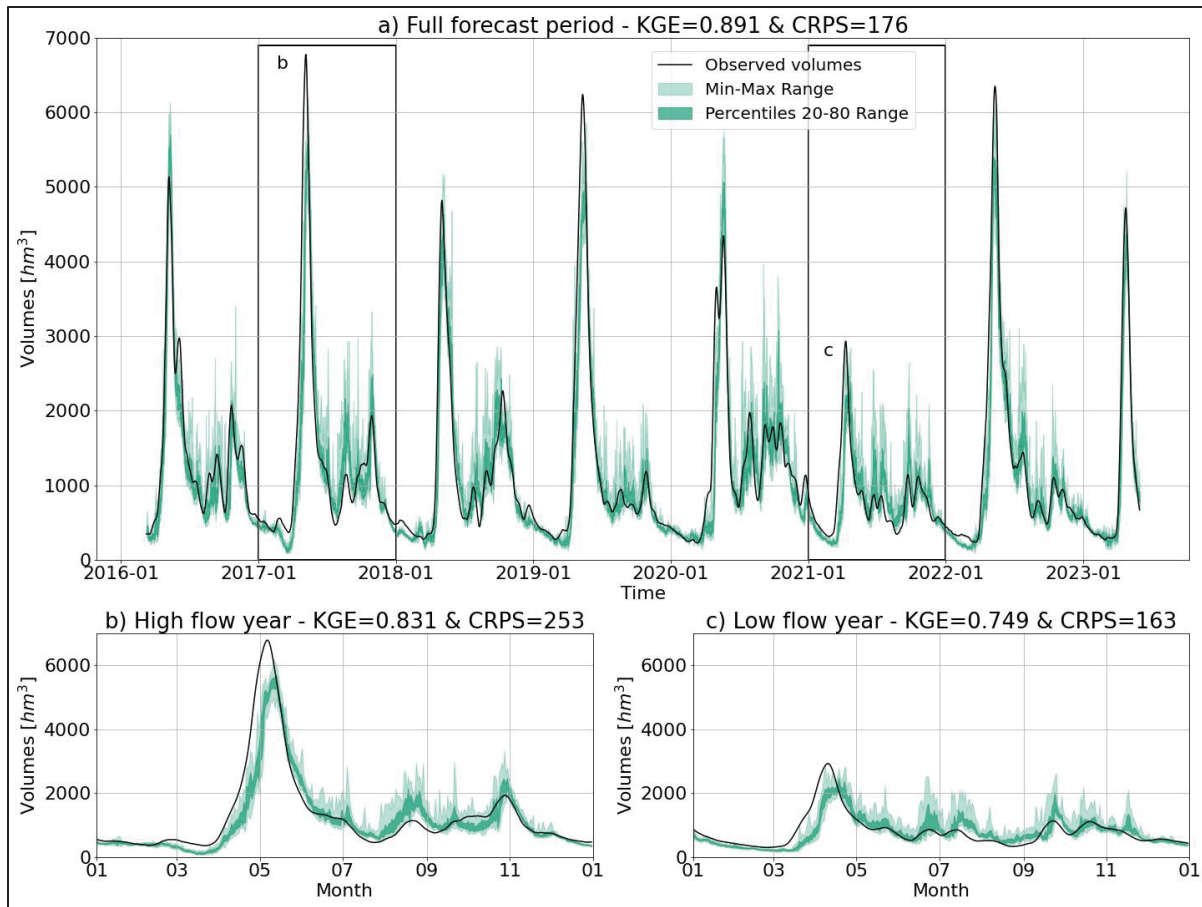 a) Full forecast period - KGE=0.891 & CRPS=176
7000
6000
5000
4000
3000
2000
1000
0
Volumes [hm³]
b
c
Observed volumes
Min-Max Range
Percentiles 20-80 Range
2016-01 2017-01 2018-01 2019-01 2020-01 2021-01 2022-01 2023-01
Time
b) High flow year - KGE=0.831 & CRPS=253
6000
4000
2000
0
Volumes [hm³]
01 03 05 07 09 11 01
Month
c) Low flow year - KGE=0.749 & CRPS=163
6000
4000
2000
0
Volumes [hm³]
01 03 05 07 09 11 01
Month